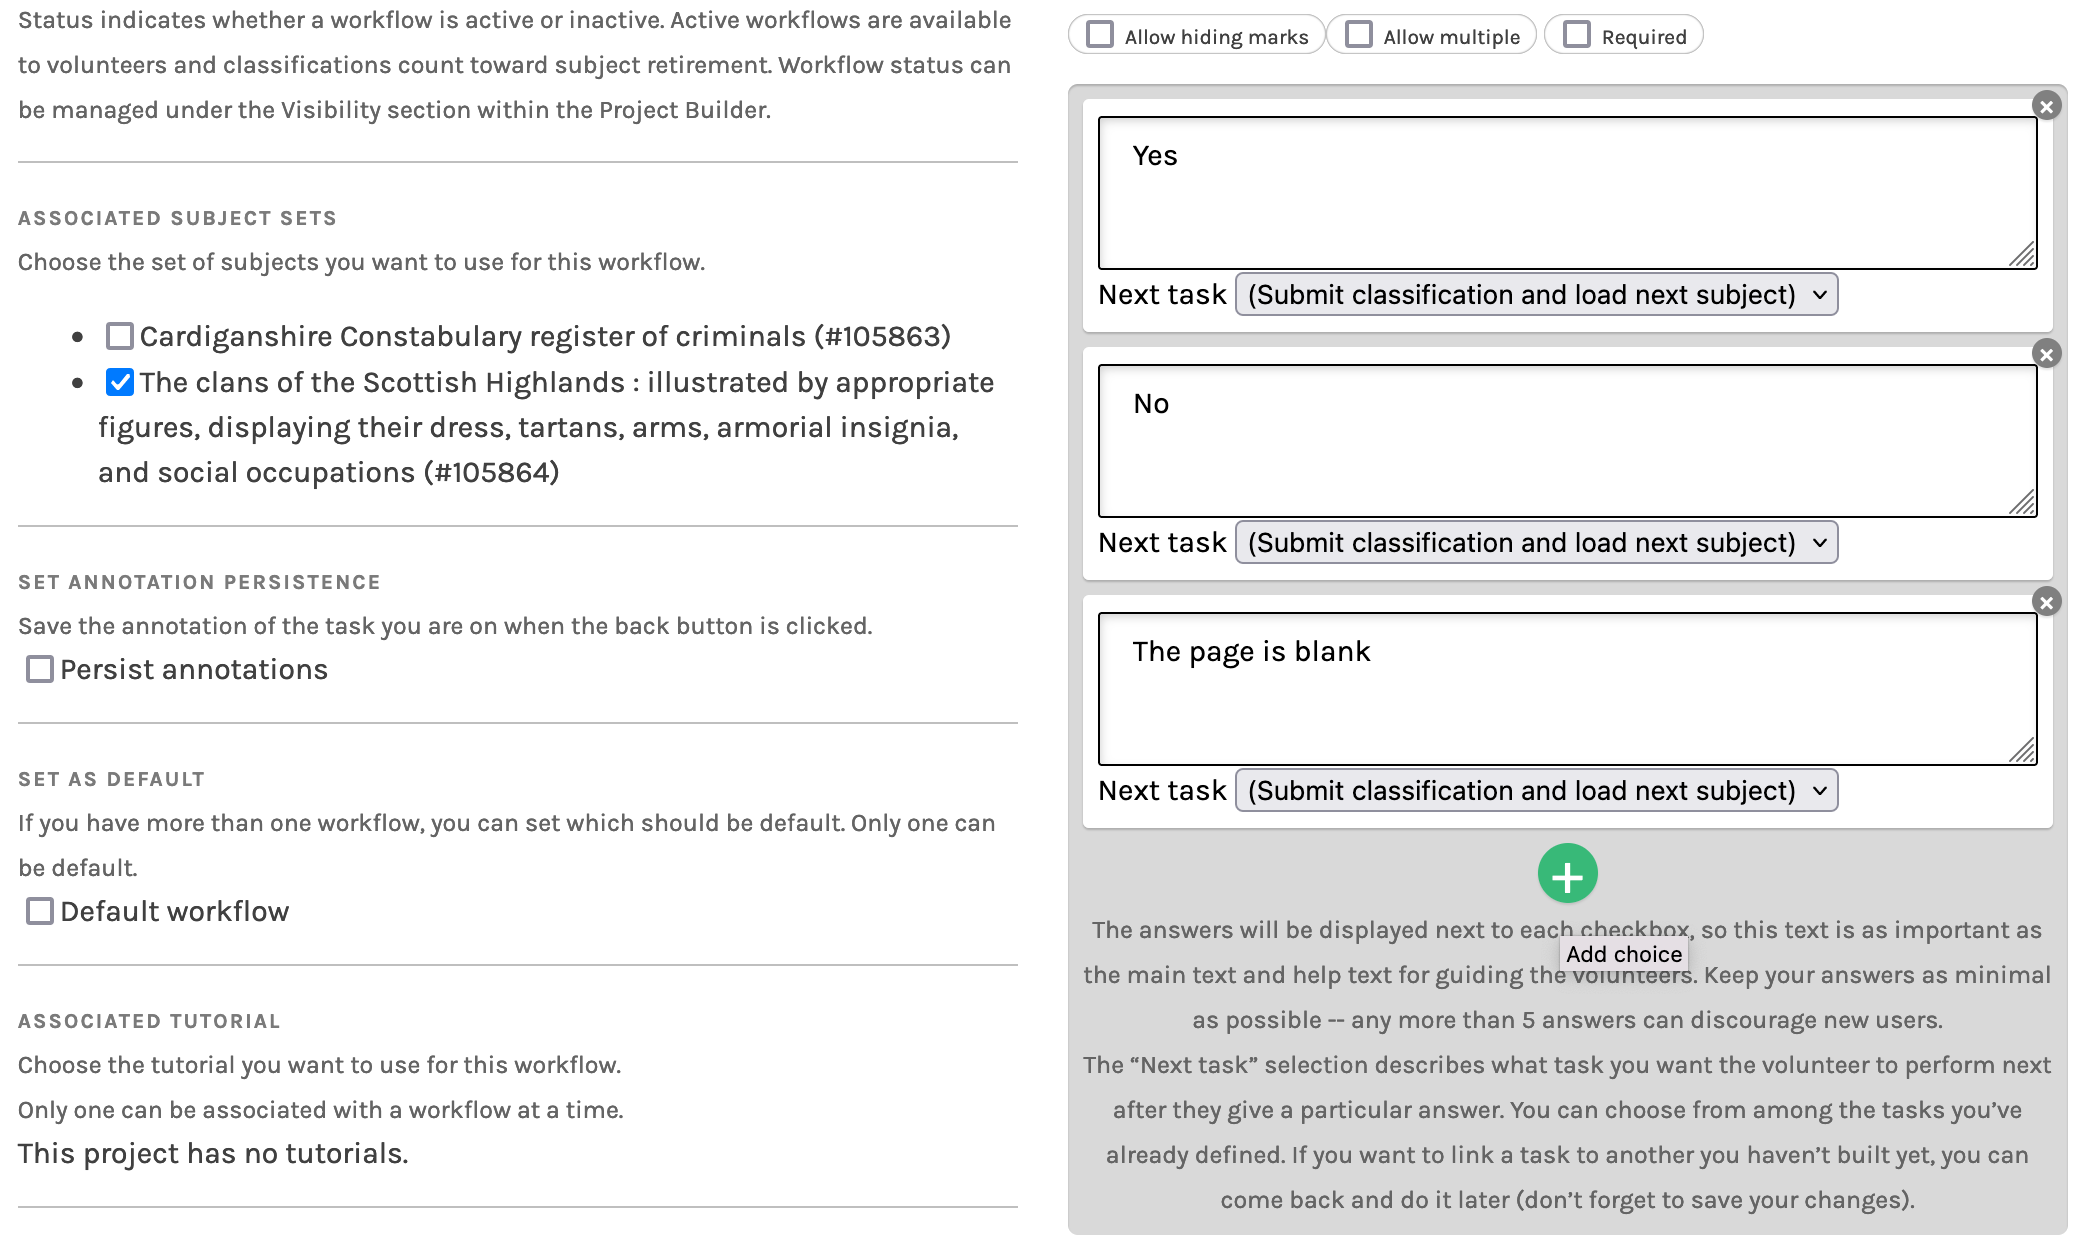 Status indicates whether a workflow is active or inactive. Active workflows are available
to volunteers and classifications count toward subject retirement. Workflow status can
be managed under the Visibility section within the Project Builder.
ASSOCIATED SUBJECT SETS
Choose the set of subjects you want to use for this workflow.
Cardiganshire Constabulary register of criminals (#105863)
The clans of the Scottish Highlands : illustrated by appropriate
figures, displaying their dress, tartans, arms, armorial insignia,
and social occupations (#105864)
SET ANNOTATION PERSISTENCE
Save the annotation of the task you are on when the back button is clicked.
Persist annotations
SET AS DEFAULT
If you have more than one workflow, you can set which should be default. Only one can
be default.
Default workflow
ASSOCIATED TUTORIAL
Choose the tutorial you want to use for this workflow.
Only one can be associated with a workflow at a time.
This project has no tutorials.
Allow hiding marks Allow multiple Required
Yes
Next task (Submit classification and load next subject)
No
Next task (Submit classification and load next subject)
The page is blank
Next task (Submit classification and load next subject)
The answers will be displayed next to each checkbox, so this text is as important as
Add choice
the main text and help text for guiding the volunteers. Keep your answers as minimal
as possible -- any more than 5 answers can discourage new users.
The “Next task” selection describes what task you want the volunteer to perform next
after they give a particular answer. You can choose from among the tasks you’ve
already defined. If you want to link a task to another you haven’t built yet, you can
come back and do it later (don’t forget to save your changes).